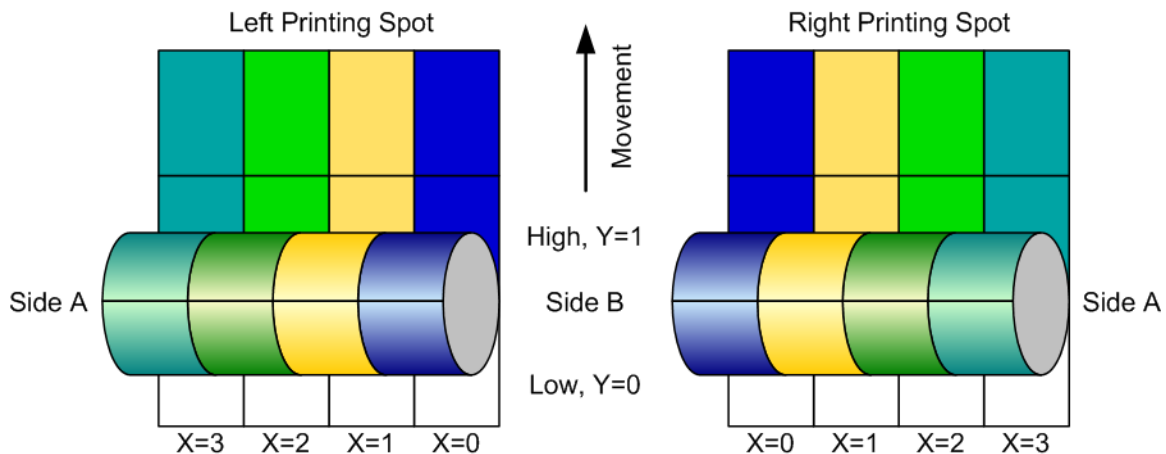 Left Printing Spot
Right Printing Spot
Movement
High, Y=1
Side A
Side B
Side A
Low, Y=0
X=3 X=2 X=1 X=0
X=0 X=1 X=2 X=3